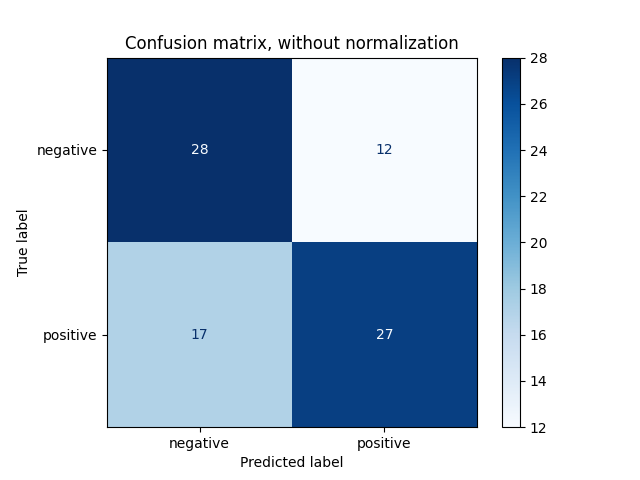 Confusion matrix, without normalization
True label
negative
positive
28
12
17
27
negative
positive
Predicted label
28
26
24
22
20
18
16
14
12